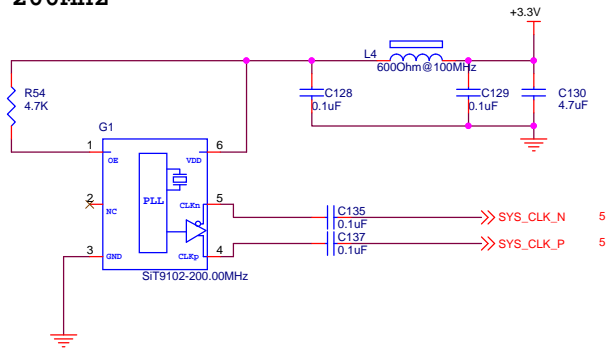 200MHz
+3.3V
L4
600Ohm@100MHz
R54
4.7K
C128
0.1uF
C129
0.1uF
C130
4.7uF
G1
1
OE
VDD
6
PLL
2
NC
CLKn
5
3
GND
CLKp
4
SiT9102-200.00MHz
C135
0.1uF
SYS_CLK_N
5
C137
0.1uF
SYS_CLK_P
5